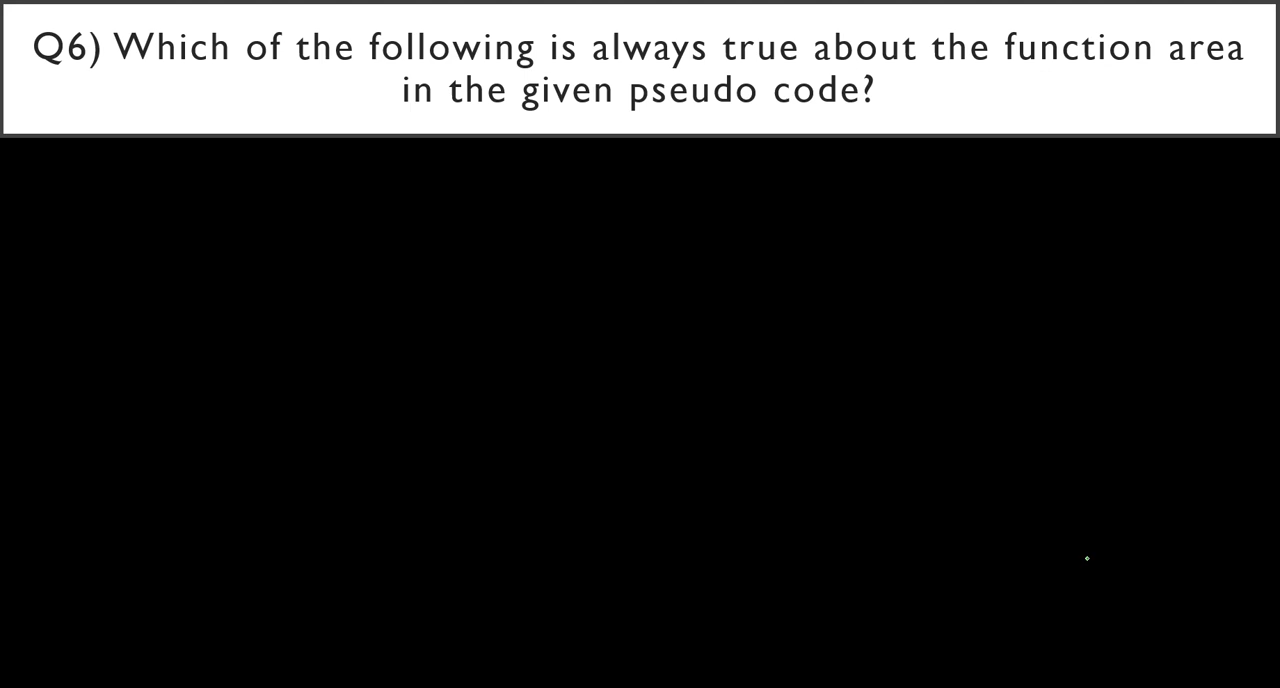 Q6) Which of the following is always true about the function area
in the given pseudo code?